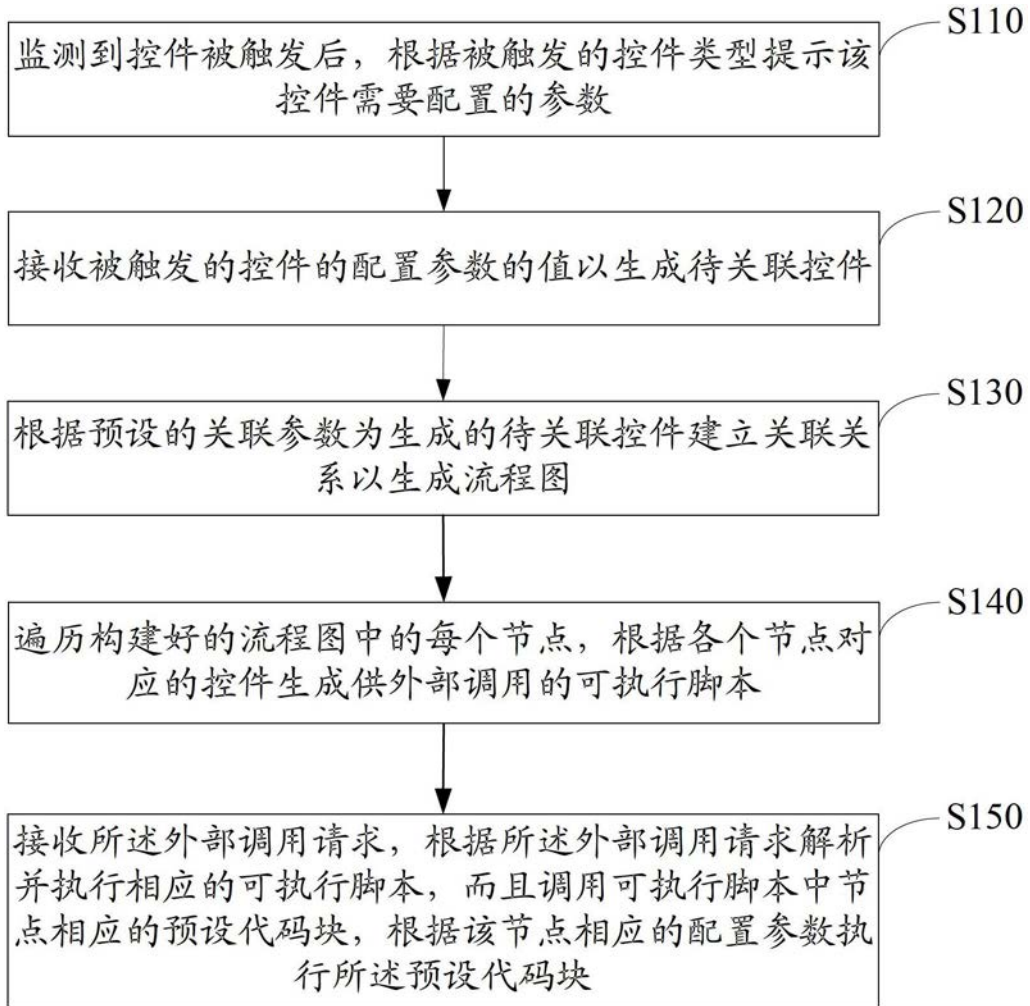 S110
监测到控件被触发后，根据被触发的控件类型提示该
控件需要配置的参数
S120
接收被触发的控件的配置参数的值以生成待关联控件
S130
根据预设的关联参数为生成的待关联控件建立关联关
系以生成流程图
S140
遍历构建好的流程图中的每个节点，根据各个节点对
应的控件生成供外部调用的可执行脚本
S150
接收所述外部调用请求，根据所述外部调用请求解析
并执行相应的可执行脚本，而且调用可执行脚本中节
点相应的预设代码块，根据该节点相应的配置参数执
行所述预设代码块